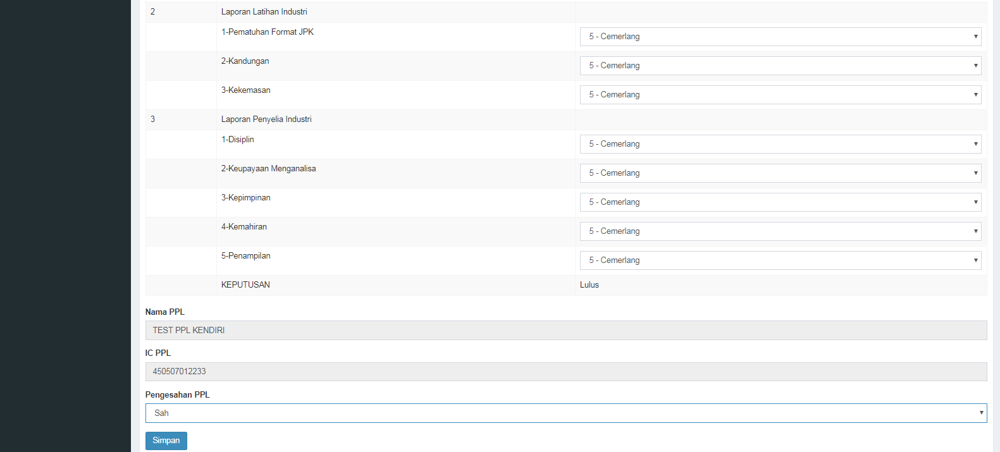 2 Laporan Latihan Industri
1-Pematuhan Format JPK 5 - Cemerlang
2-Kandungan 5 - Cemerlang
3-Kekemasan 5 - Cemerlang
3 Laporan Penyelia Industri
1-Disiplin 5 - Cemerlang
2-Keupayaan Menganalisa 5 - Cemerlang
3-Kepimpinan 5 - Cemerlang
4-Kemahiran 5 - Cemerlang
5-Penampilan 5 - Cemerlang
KEPUTUSAN Lulus
Nama PPL
TEST PPL KENDIRI
IC PPL
450507012233
Pengesahan PPL
Sah
Simpan